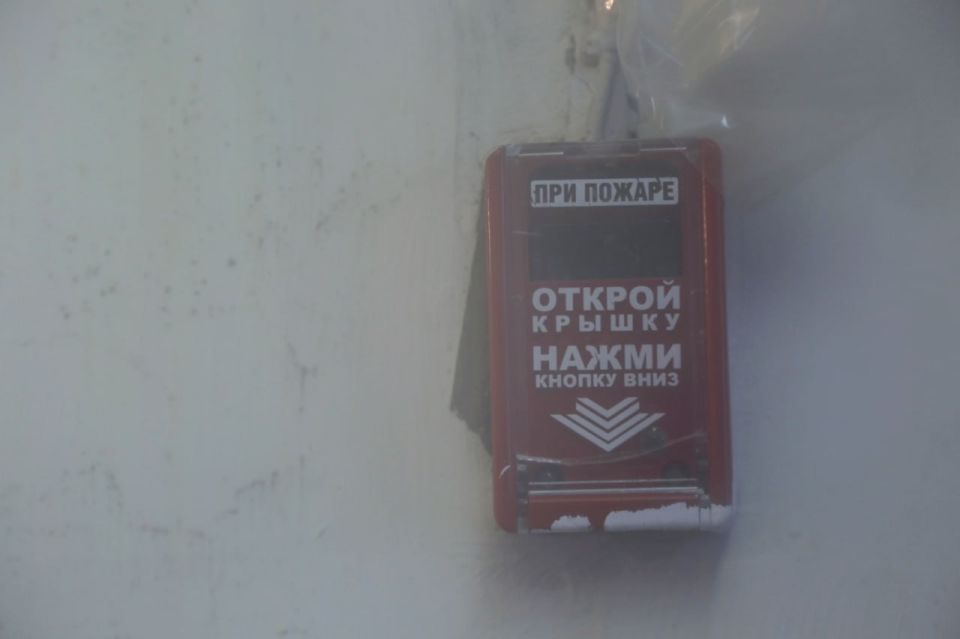 ПРИ ПОЖАРЕ
ОТКРОЙ
КРЫШКУ
НАЖМИ
КНОПКУ ВНИЗ